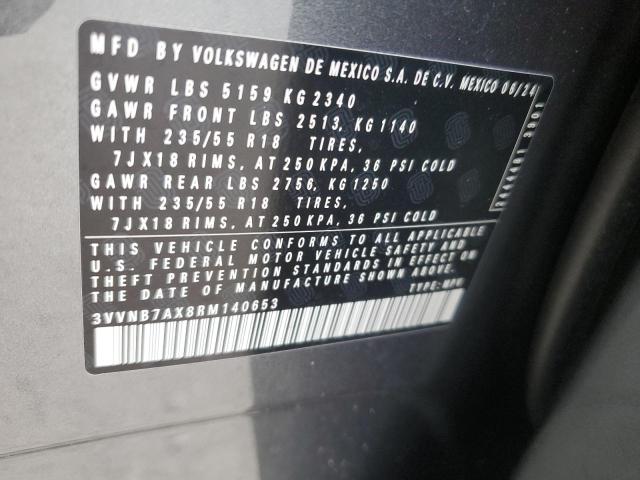 MFD BY VOLKSWAGEN DE MEXICO S.A. DE C.V. MEXICO 06/24
GVWR LBS 5159 KG 2340
GAWR FRONT LBS 2513, KG 1140
WITH 235/55 R18 TIRES,
7JX18 RIMS, AT 250 KPA, 36 PSI COLD
GAWR REAR LBS 2756, KG 1250
WITH 235/55 R18 TIRES,
7JX18 RIMS, AT 250 KPA, 36 PSI COLD
THIS VEHICLE CONFORMS TO ALL APPLICABLE
U.S. FEDERAL MOTOR VEHICLE SAFETY AND
THEFT PREVENTION STANDARDS IN EFFECT ON
THE DATE OF MANUFACTURE SHOWN ABOVE.
TYPE: MPV
3VVNB7AX8RM140653